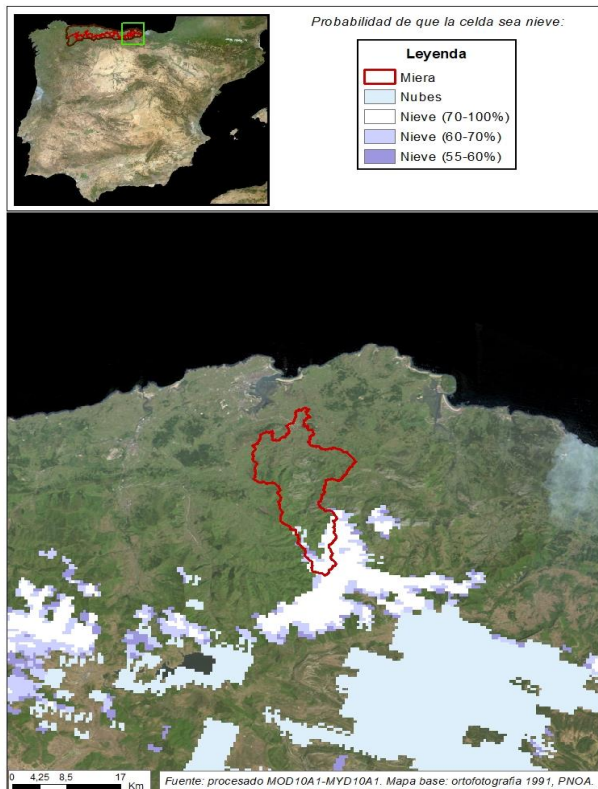 Probabilidad de que la celda sea nieve:
Leyenda
Miera
Nubes
Nieve (70-100%)
Nieve (60-70%)
Nieve (55-60%)
0 4,25 8,5 17
Km
Fuente: procesado MOD10A1-MYD10A1. Mapa base: ortofotografia 1991, PNOA.